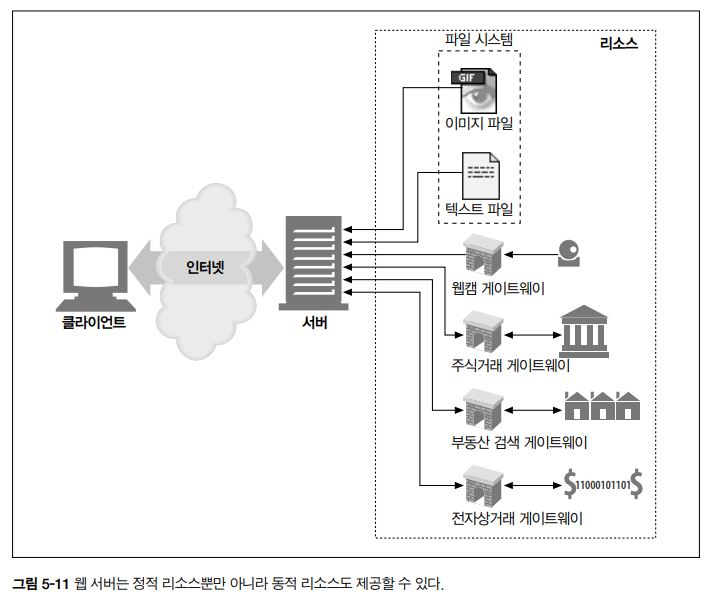 파일 시스템
리소스
GIF
이미지 파일
텍스트 파일
인터넷
클라이언트
서버
웹캠 게이트웨이
주식거래 게이트웨이
부동산 검색 게이트웨이
$11000101101$
전자상거래 게이트웨이
그림 5-11 웹 서버는 정적 리소스뿐만 아니라 동적 리소스도 제공할 수 있다.